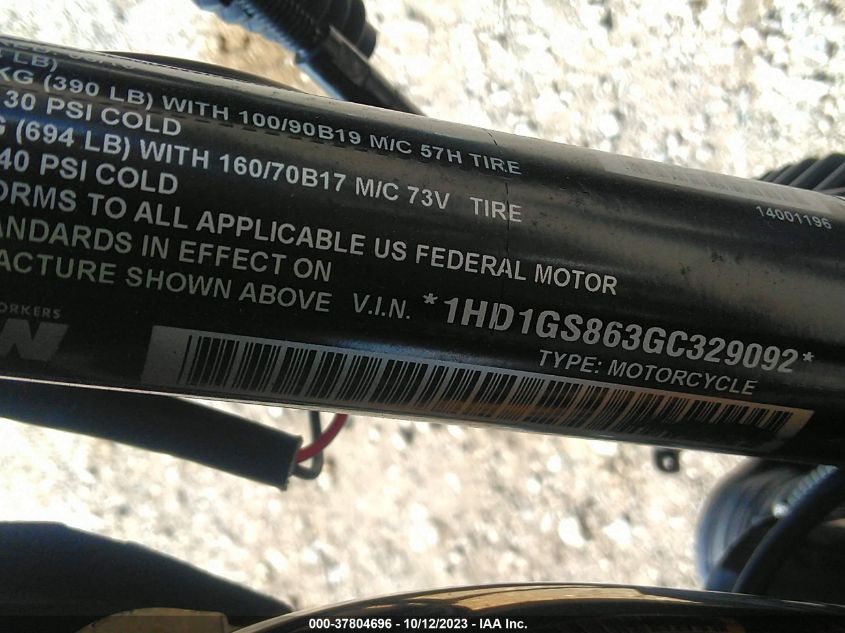 LB)
KG (390 LB) WITH 100/90B19 M/C 57H TIRE
30 PSI COLD
(694 LB) WITH 160/70B17 M/C 73V TIRE
40 PSI COLD
ORMS TO ALL APPLICABLE US FEDERAL MOTOR
ANDARDS IN EFFECT ON
ACTURE SHOWN ABOVE V.I.N. *1HD1GS863GC329092*
TYPE: MOTORCYCLE
14001196
ORKERS
000-37804696 - 10/12/2023 - IAA Inc.